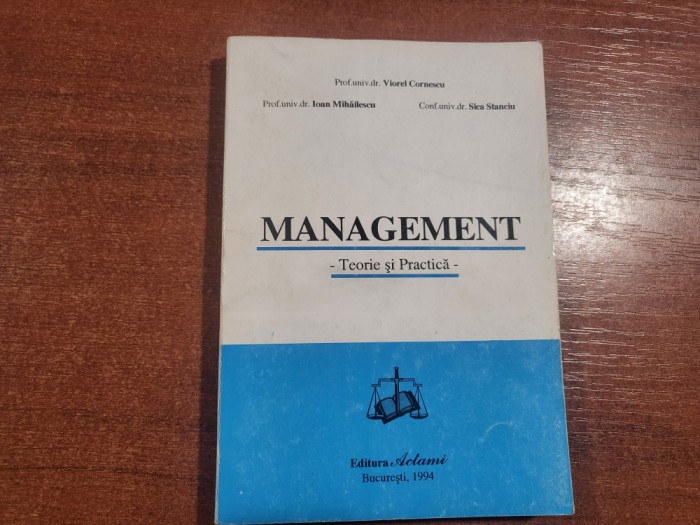 Prof.univ.dr. Viorel Cornescu
Prof.univ.dr. Ioan Mihăilescu Conf.univ.dr. Sica Stanciu
MANAGEMENT
- Teorie şi Practică -
Editura Actami
Bucureşti, 1994